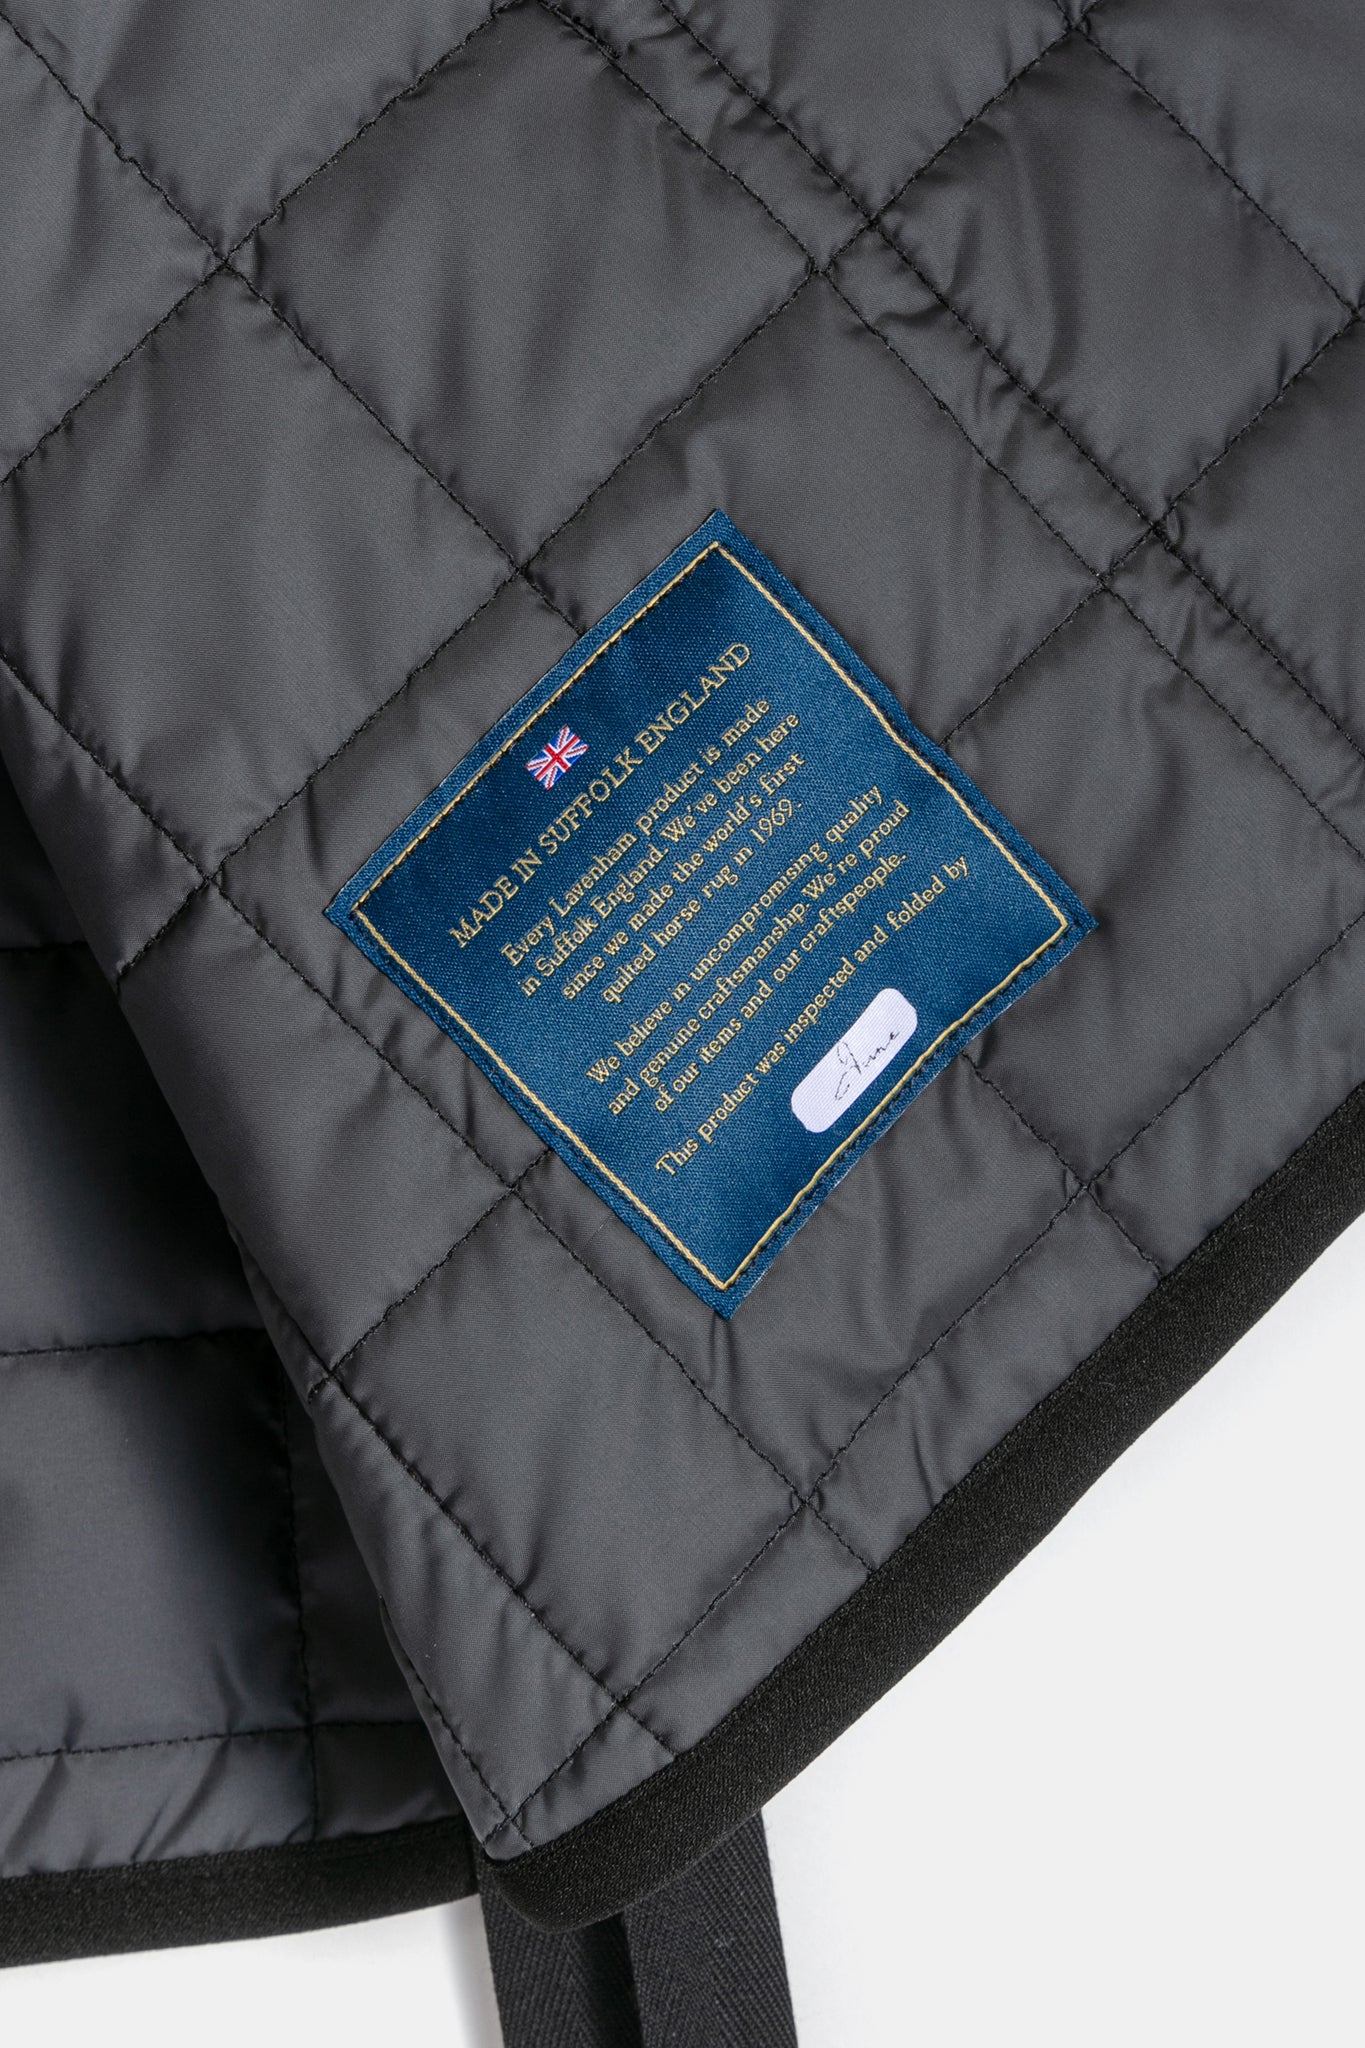 MADE IN SUFFOLK ENGLAND
Every Lavenham product is made
in Suffolk England. We've been here
since we made the world's first
quilted horse rug in 1969.
We believe in uncompromising quality
and genuine craftsmanship. We're proud
of our items and our craftspeople.
This product was inspected and folded by